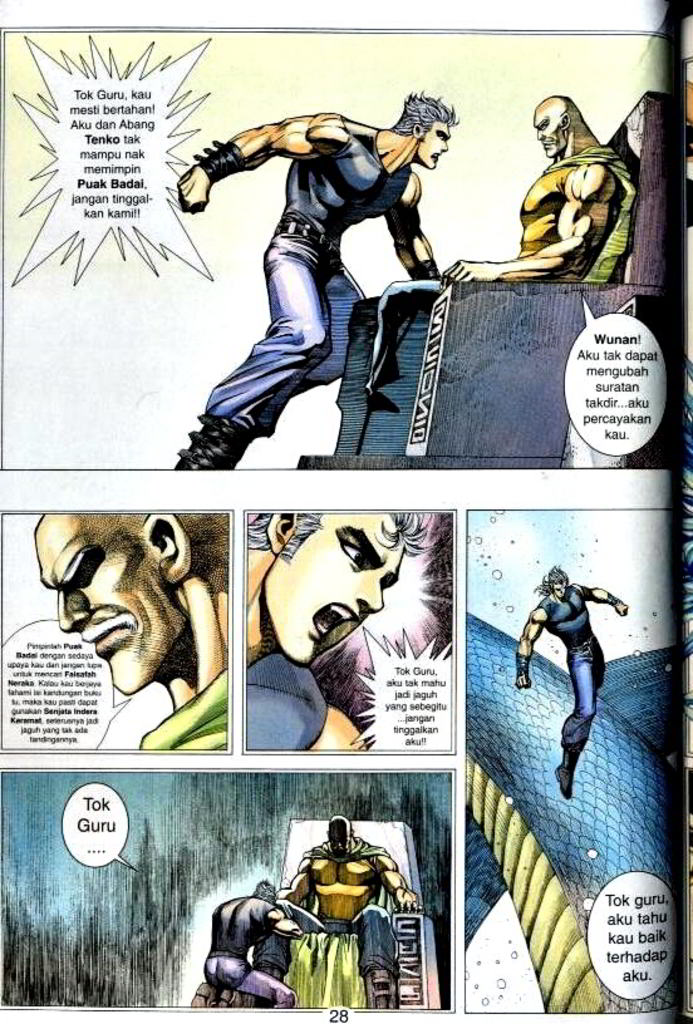 Tok Guru, kau
mesti bertahan!
Aku dan Abang
Tenko tak
mampu nak
memimpin
Puak Badai,
jangan tinggal-
kan kami!!
Wunan!
Aku tak dapat
mengubah
suratan
takdir...aku
percayakan
kau.
Pimpinlah Puak
Badai dengan sedaya
upaya kau dan jangan lupa
untuk mencari Falsafah
Neraka. Kalau kau berjaya
fahami isi kandungan buku
tu, maka kau pasti dapat
gunakan Senjata Indera
Keramat, seterusnya jadi
jaguh yang tak ada
tandingannya.
Tok Guru,
aku tak mahu
jadi jaguh
yang sebegitu
...jangan
tinggalkan
aku!!
Tok
Guru
....
Tok guru,
aku tahu
kau baik
terhadap
aku.
28